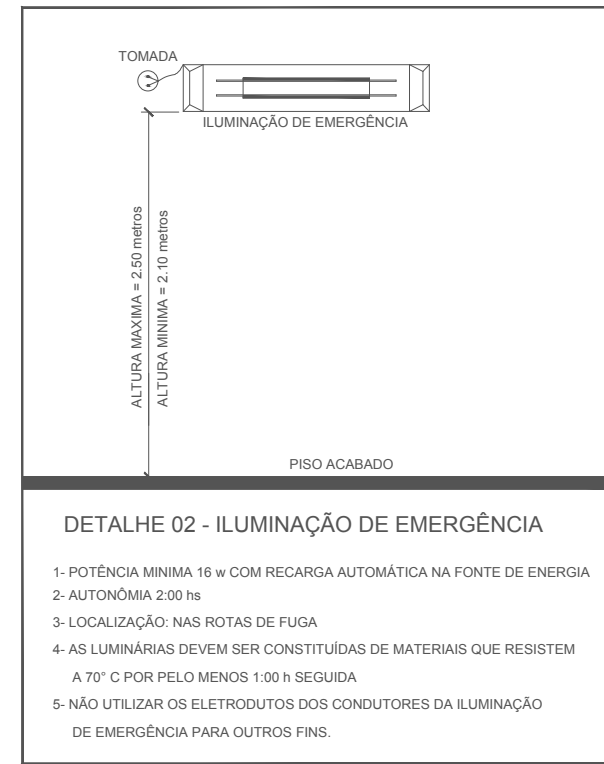 TOMADA
ILUMINAÇÃO DE EMERGÊNCIA
ALTURA MAXIMA = 2.50 metros
ALTURA MINIMA = 2.10 metros
PISO ACABADO
DETALHE 02 - ILUMINAÇÃO DE EMERGÊNCIA
1- POTÊNCIA MINIMA 16 w COM RECARGA AUTOMÁTICA NA FONTE DE ENERGIA
2- AUTONÔMIA 2:00 hs
3- LOCALIZAÇÃO: NAS ROTAS DE FUGA
4- AS LUMINÁRIAS DEVEM SER CONSTITUÍDAS DE MATERIAIS QUE RESISTEM
A 70° C POR PELO MENOS 1:00 h SEGUIDA
5- NÃO UTILIZAR OS ELETRODUTOS DOS CONDUTORES DA ILUMINAÇÃO
DE EMERGÊNCIA PARA OUTROS FINS.